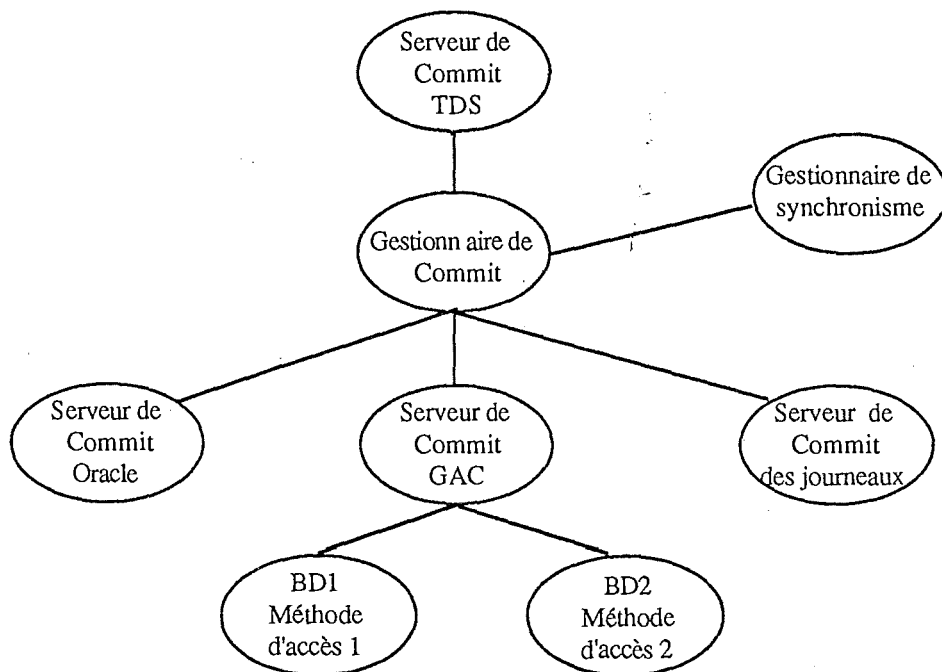 Serveur de
Commit
TDS
Gestionnaire de
synchronisme
Gestionn aire de
Commit
Serveur de
Commit
Oracle
Serveur de
Commit
GAC
Serveur de
Commit
des journeaux
BD1
Méthode
d'accès 1
BD2
Méthode
d'accès 2